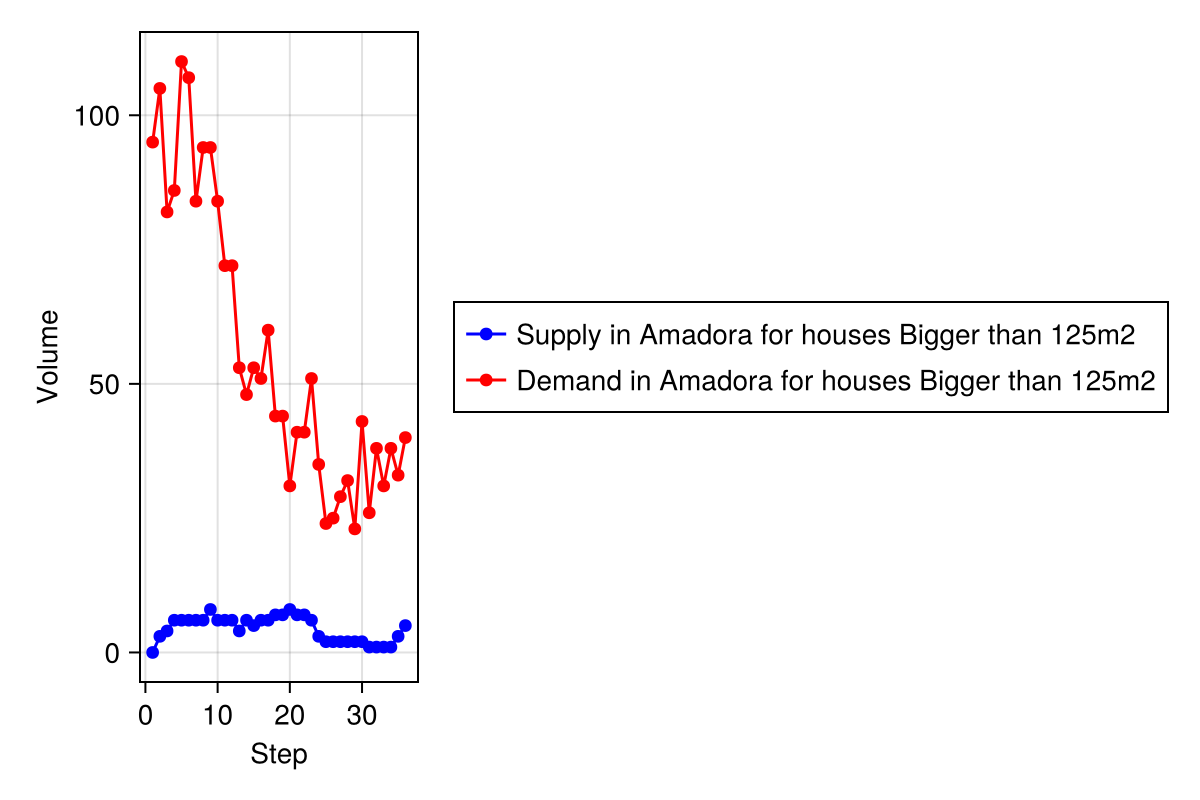 Volume
100
50
0
0 10 20 30
Step
Supply in Amadora for houses Bigger than 125m2
Demand in Amadora for houses Bigger than 125m2